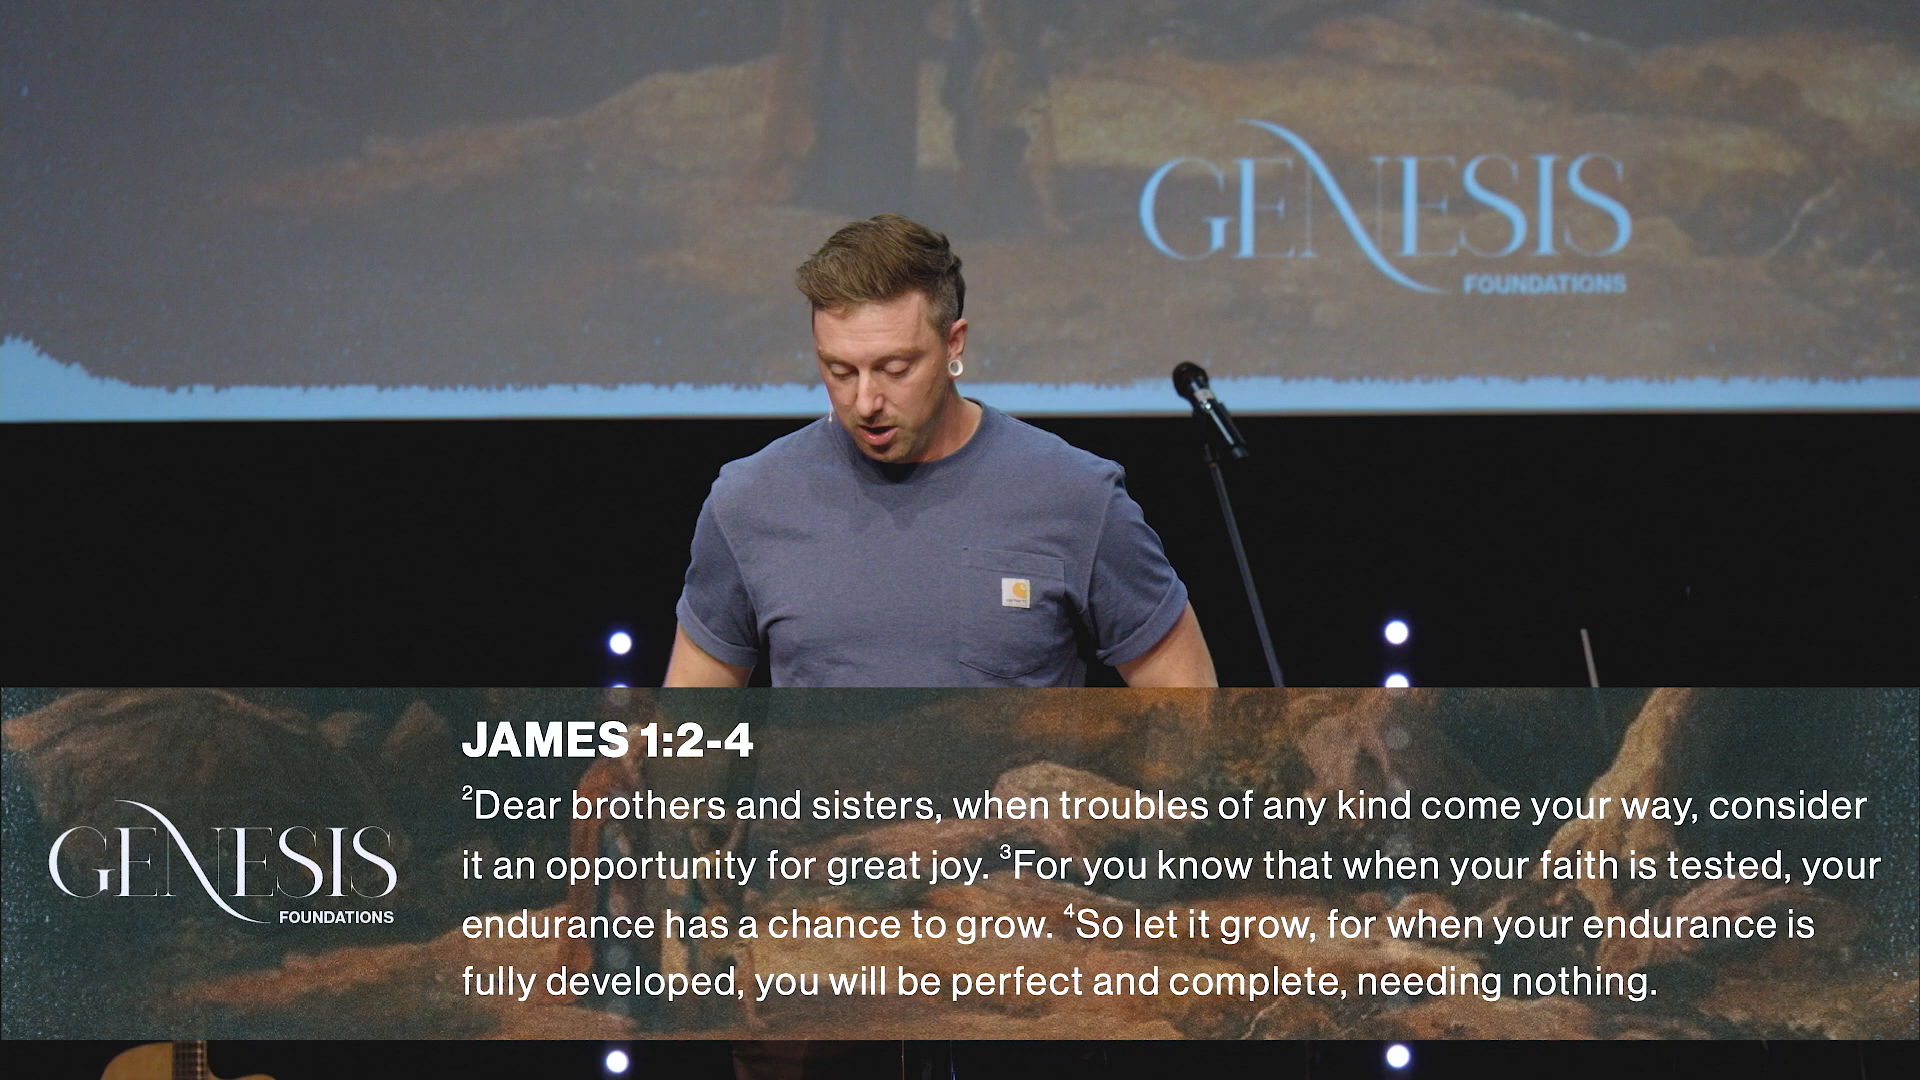 GENESIS
FOUNDATIONS
JAMES 1:2-4
²Dear brothers and sisters, when troubles of any kind come your way, consider
it an opportunity for great joy. ³For you know that when your faith is tested, your
endurance has a chance to grow. ⁴So let it grow, for when your endurance is
fully developed, you will be perfect and complete, needing nothing.
GENESIS
FOUNDATIONS